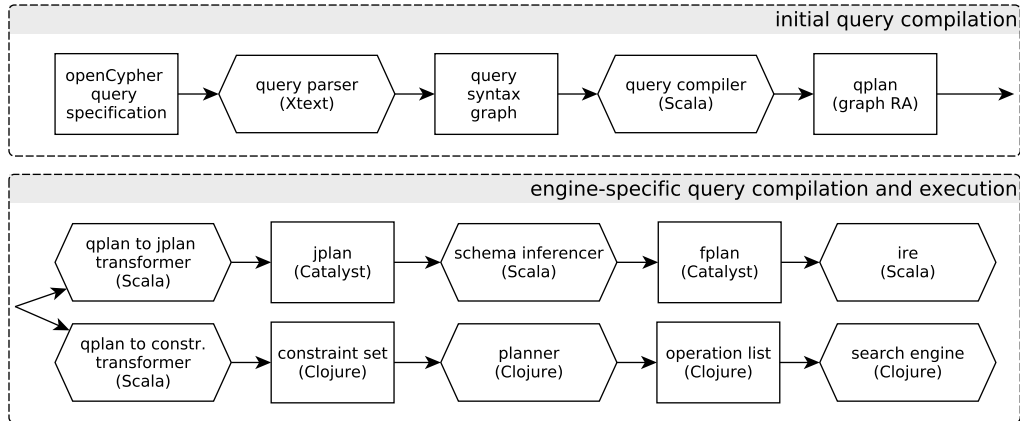 initial query compilation
openCypher
query
specification
query parser
(Xtext)
query
syntax
graph
query compiler
(Scala)
qplan
(graph RA)
engine-specific query compilation and execution
qplan to jplan
transformer
(Scala)
jplan
(Catalyst)
schema inferencer
(Scala)
fplan
(Catalyst)
ire
(Scala)
qplan to constr.
transformer
(Scala)
constraint set
(Clojure)
planner
(Clojure)
operation list
(Clojure)
search engine
(Clojure)